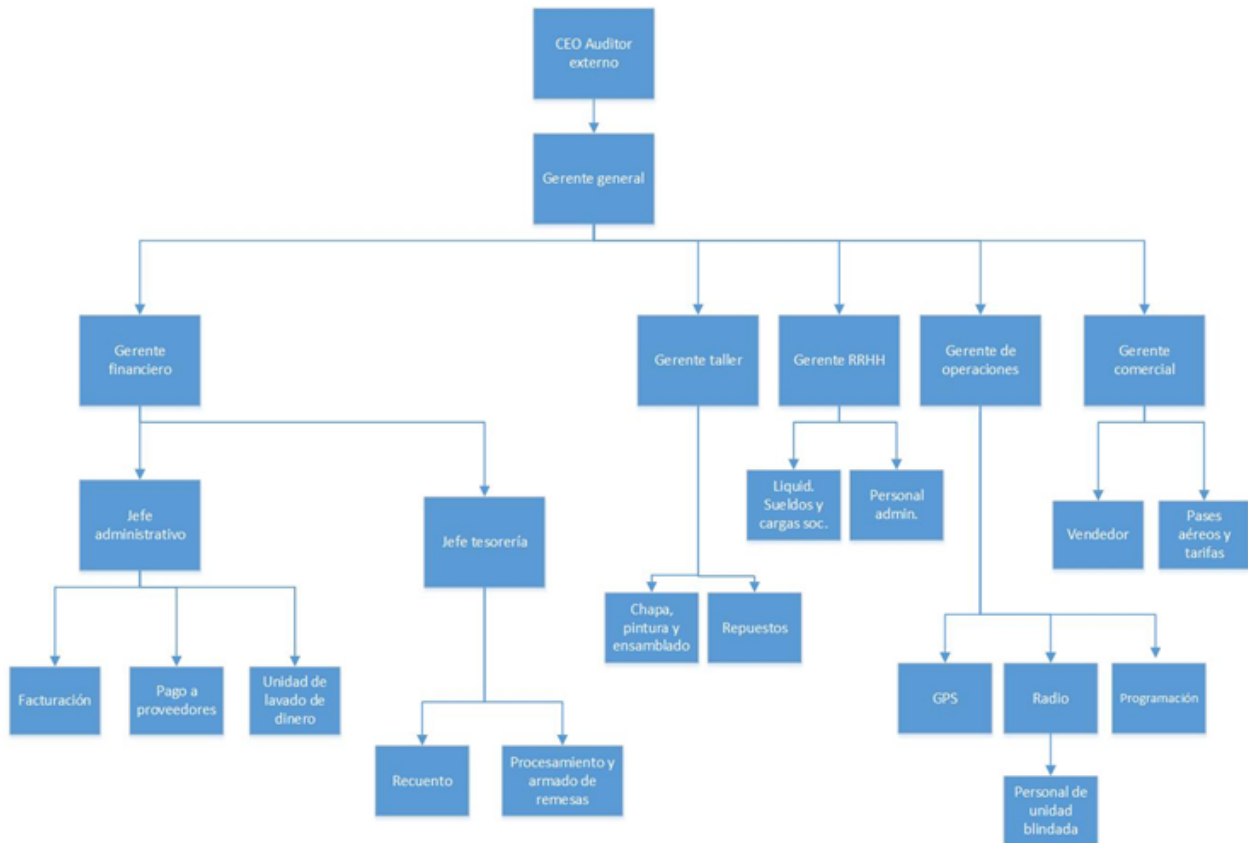 CEO Auditor
externo
Gerente general
Gerente
financiero
Gerente taller
Gerente RRHH
Gerente de
operaciones
Gerente
comercial
Jefe
administrativo
Jefe tesorería
Liquid.
Sueldos y
cargas soc.
Personal
admin.
Vendedor
Pases
aéreos y
tarifas
Chapa,
pintura y
ensamblado
Repuestos
Facturación
Pago a
proveedores
Unidad de
lavado de
dinero
GPS
Radio
Programación
Recuento
Procesamiento y
armado de
remesas
Personal de
unidad
blindada